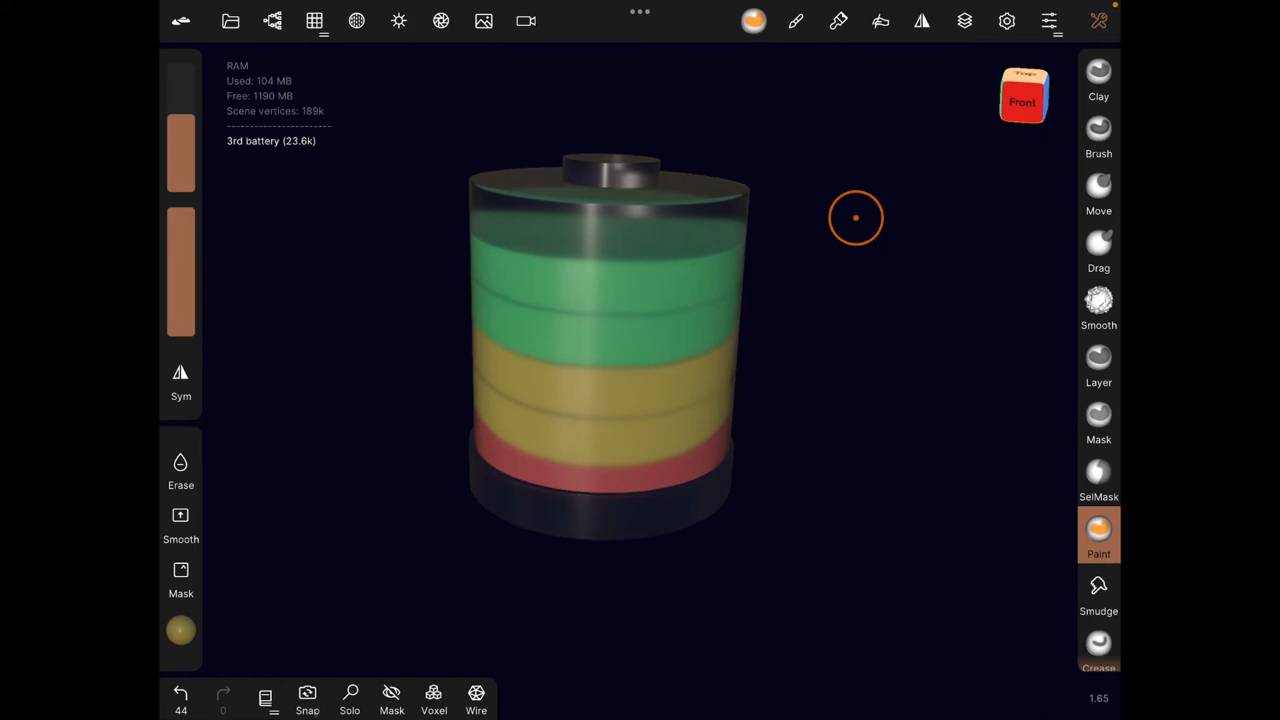 RAM
Used: 104 MB
Free: 1190 MB
Scene vertices: 189k
3rd battery (23.6k)
Top
Front
Clay
Brush
Move
Drag
Smooth
Layer
Mask
SelMask
Paint
Smudge
Crease
Sym
Erase
Smooth
Mask
44
0
Snap
Solo
Mask
Voxel
Wire
1.65